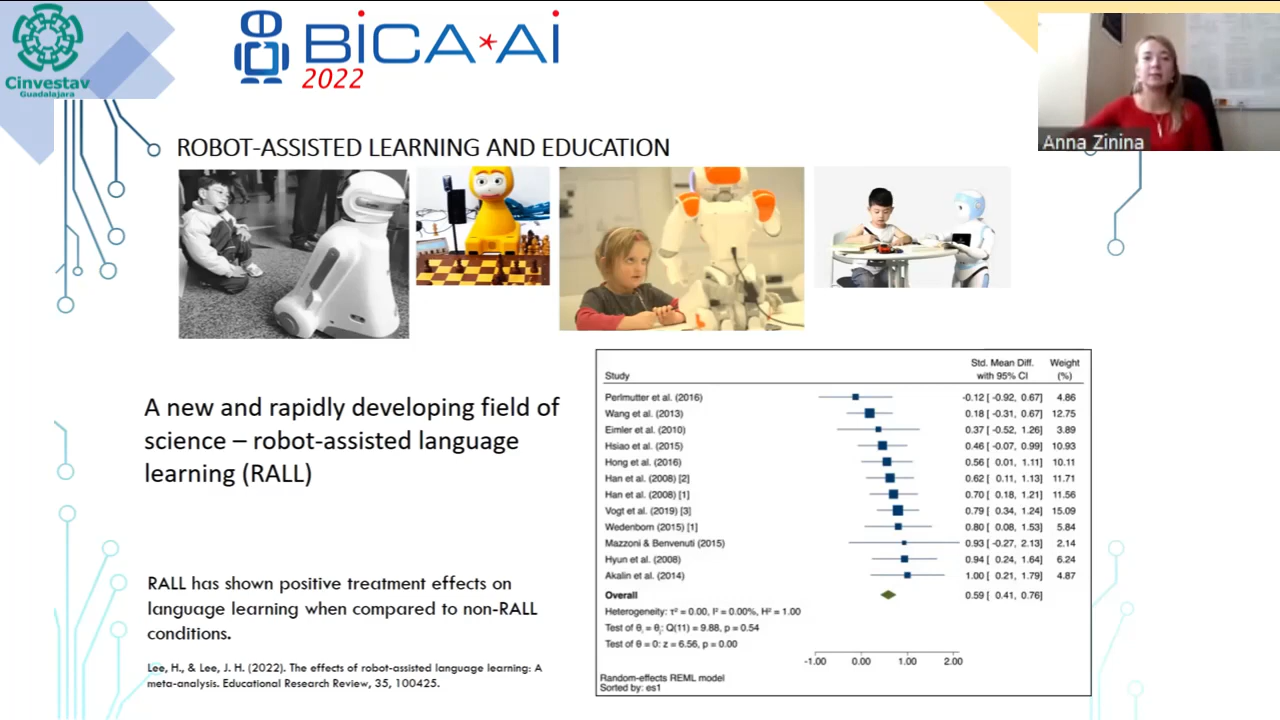 Cinvestav
Guadalajara
BiCA*Ai
2022
Anna Zinina
ROBOT-ASSISTED LEARNING AND EDUCATION
A new and rapidly developing field of
science – robot-assisted language
learning (RALL)
RALL has shown positive treatment effects on
language learning when compared to non-RALL
conditions.
Lee, H., & Lee, J. H. (2022). The effects of robot-assisted language learning: A
meta-analysis. Educational Research Review, 35, 100425.
Std. Mean Diff. Weight
Study with 95% CI (%)
Perlmutter et al. (2016) -0.12 [ -0.92, 0.67] 4.86
Wang et al. (2013) 0.18 [ -0.31, 0.67] 12.75
Eimler et al. (2010) 0.37 [ -0.52, 1.26] 3.89
Hsiao et al. (2015) 0.46 [ -0.07, 0.99] 10.93
Hong et al. (2016) 0.56 [ 0.01, 1.11] 10.11
Han et al. (2008) [2] 0.62 [ 0.11, 1.13] 11.71
Han et al. (2008) [1] 0.70 [ 0.18, 1.21] 11.56
Vogt et al. (2019) [3] 0.79 [ 0.34, 1.24] 15.09
Wedenborn (2015) [1] 0.80 [ 0.08, 1.53] 5.84
Mazzoni & Benvenuti (2015) 0.93 [ -0.27, 2.13] 2.14
Hyun et al. (2008) 0.94 [ 0.24, 1.64] 6.24
Akalin et al. (2014) 1.00 [ 0.21, 1.79] 4.87
Overall 0.59 [ 0.41, 0.76]
Heterogeneity: τ² = 0.00, I² = 0.00%, H² = 1.00
Test of θᵢ = θⱼ: Q(11) = 9.88, p = 0.54
Test of θ = 0: z = 6.56, p = 0.00
-1.00 0.00 1.00 2.00
Random-effects REML model
Sorted by: es1